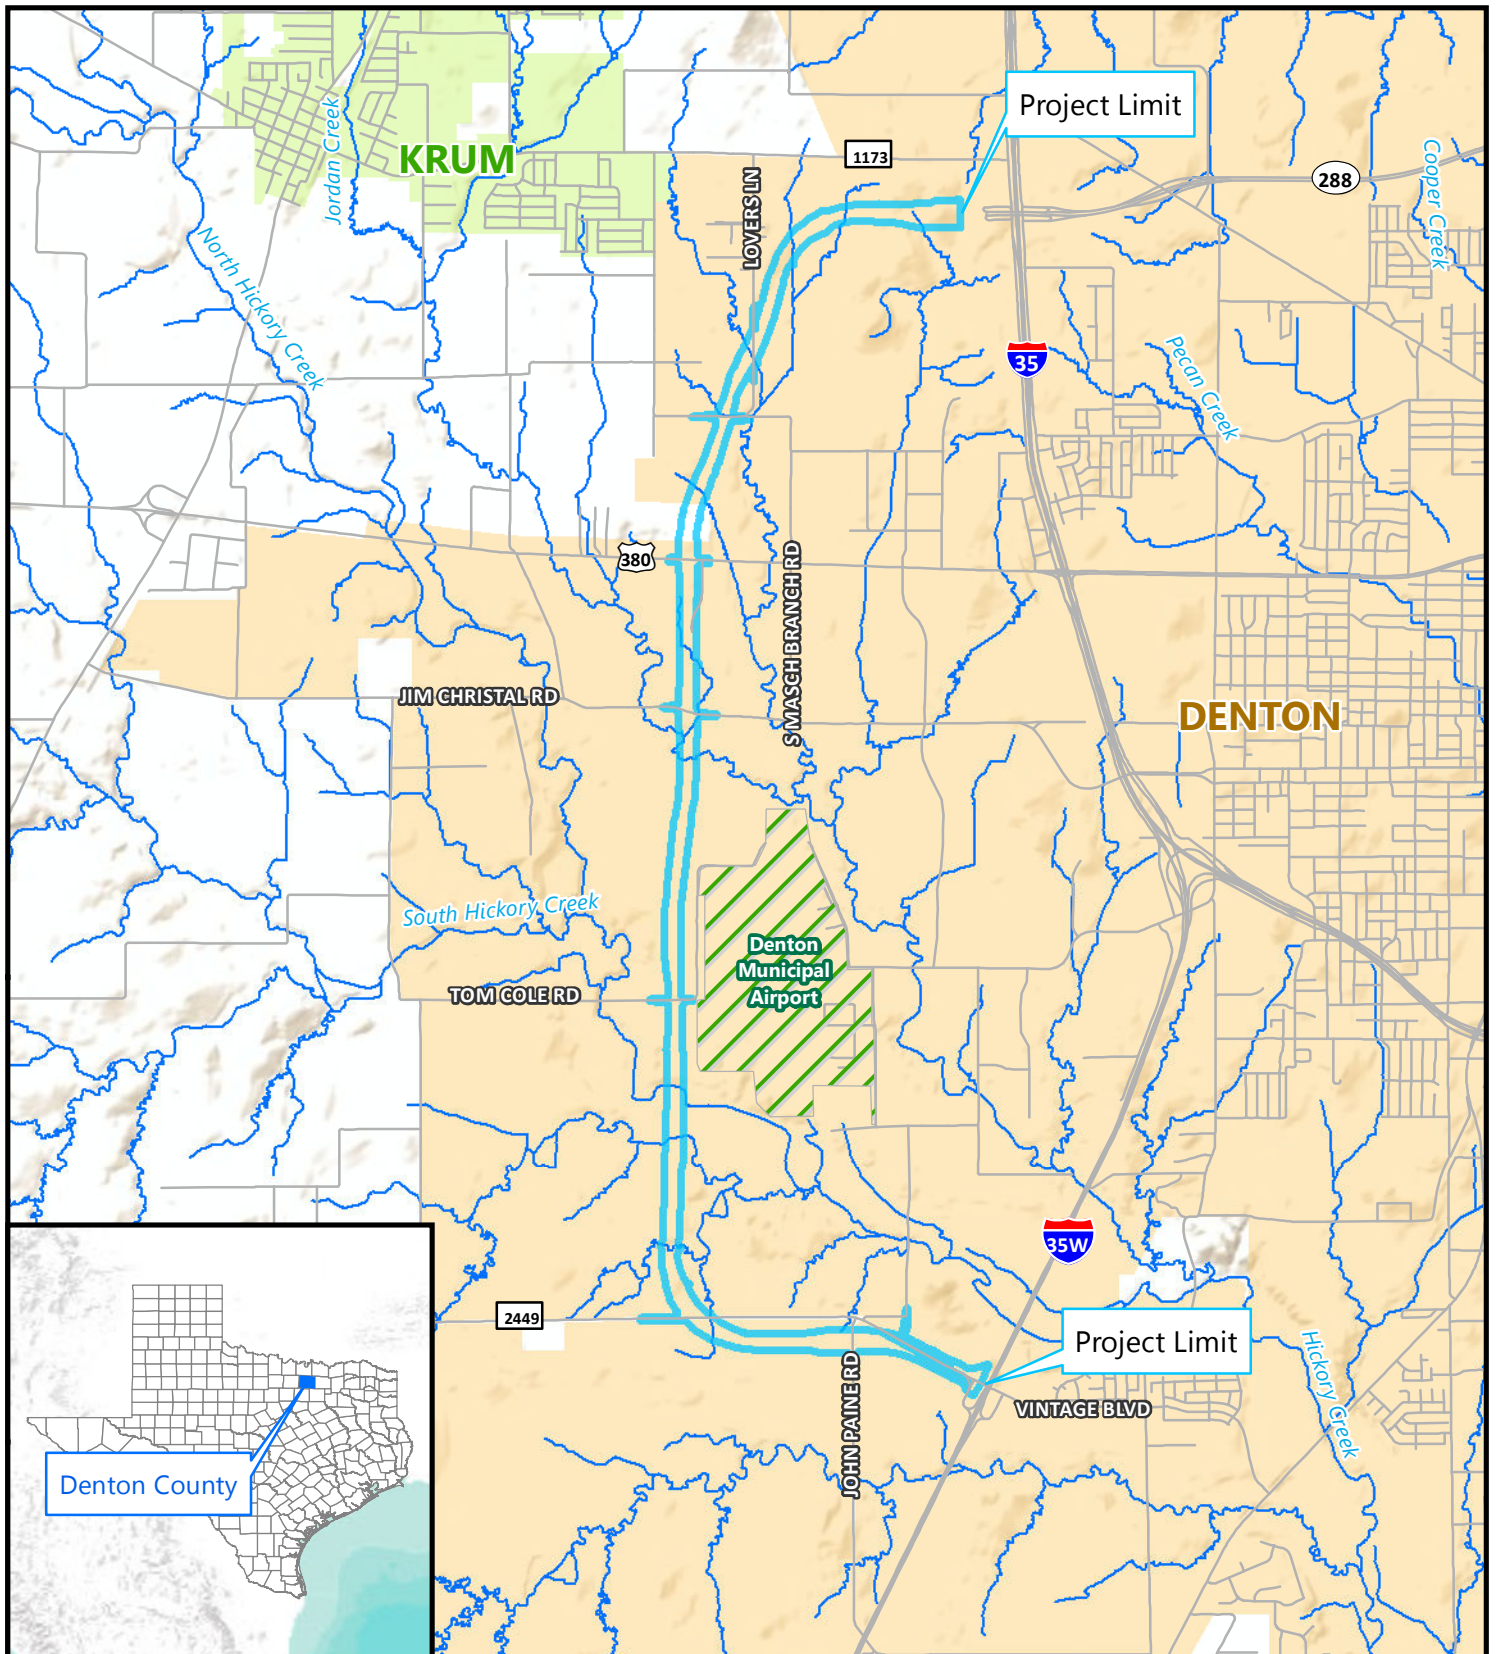 Project Limit
1173
288
Cooper Creek
Jordan Creek
KRUM
LOVERS LN
North Hickory Creek
35
Pecan Creek
380
S MASCH BRANCH RD
JIM CHRISTAL RD
DENTON
South Hickory Creek
Denton
Municipal
Airport
TOM COLE RD
35W
2449
Project Limit
Hickory Creek
JOHN PAINE RD
VINTAGE BLVD
Denton County